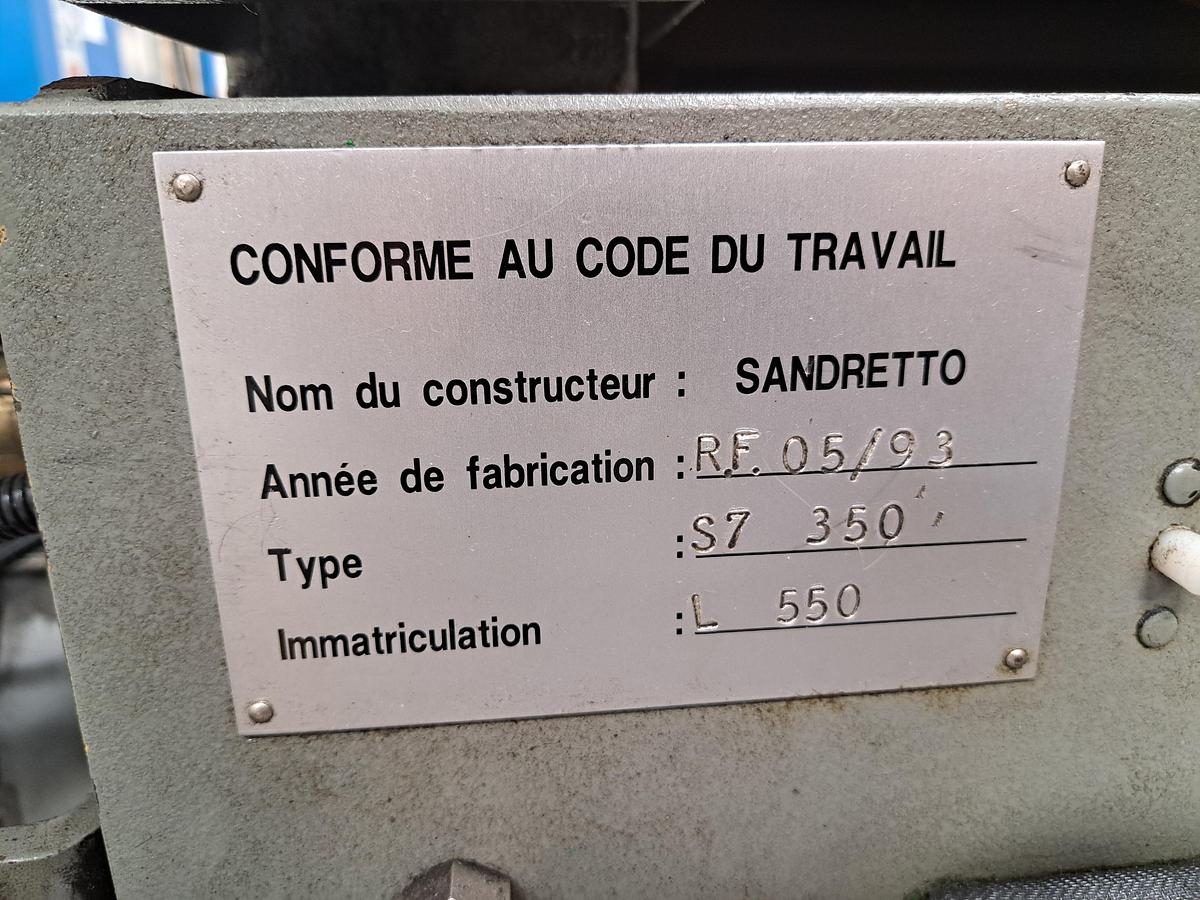 CONFORME AU CODE DU TRAVAIL
Nom du constructeur : SANDRETTO
Année de fabrication : R.F. 05/93
Type : S7 350
Immatriculation : L 550